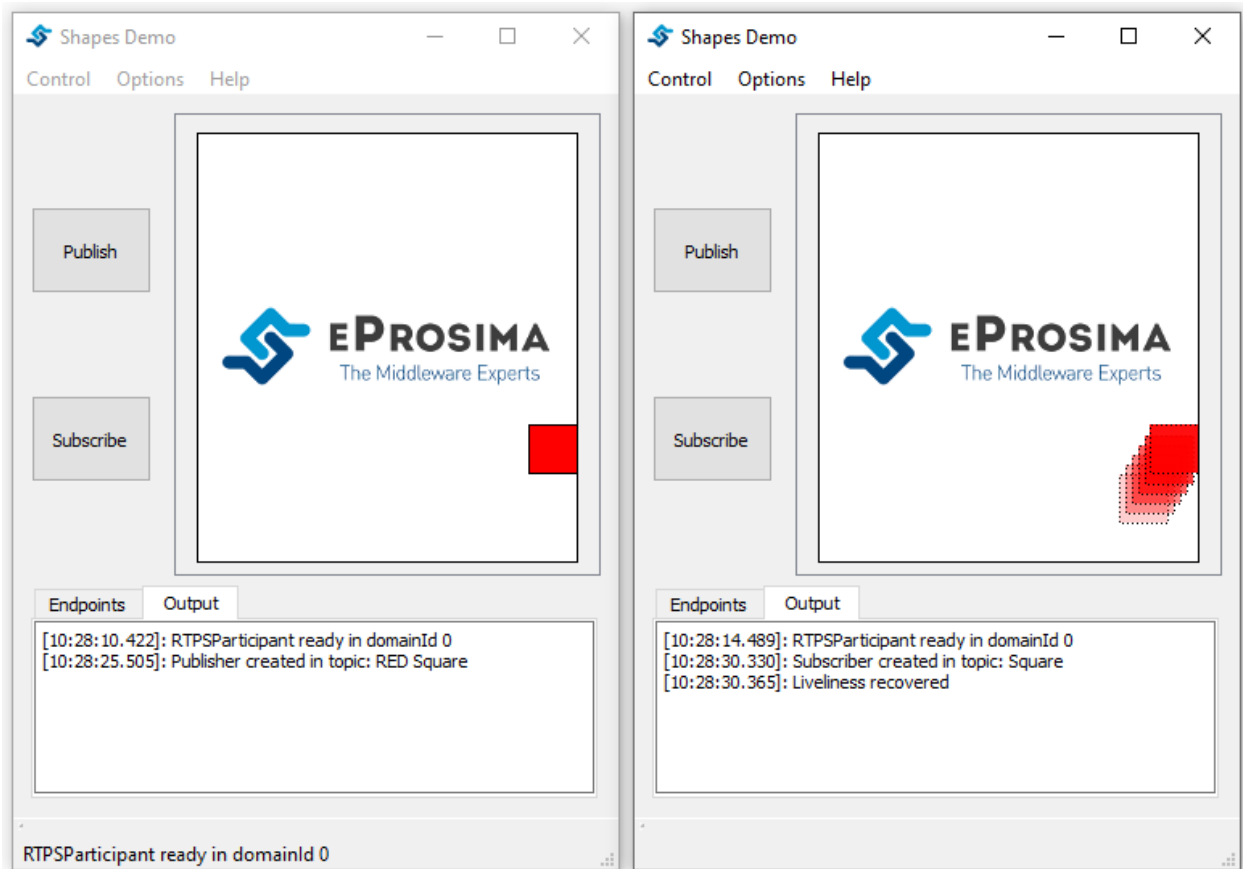 Shapes Demo
Control Options Help
Publish
Subscribe
EPROSIMA
The Middleware Experts
Endpoints Output
[10:28:10.422]: RTPSParticipant ready in domainId 0
[10:28:25.505]: Publisher created in topic: RED Square
RTPSParticipant ready in domainId 0
Shapes Demo
Control Options Help
Publish
Subscribe
EPROSIMA
The Middleware Experts
Endpoints Output
[10:28:14.489]: RTPSParticipant ready in domainId 0
[10:28:30.330]: Subscriber created in topic: Square
[10:28:30.365]: Liveliness recovered